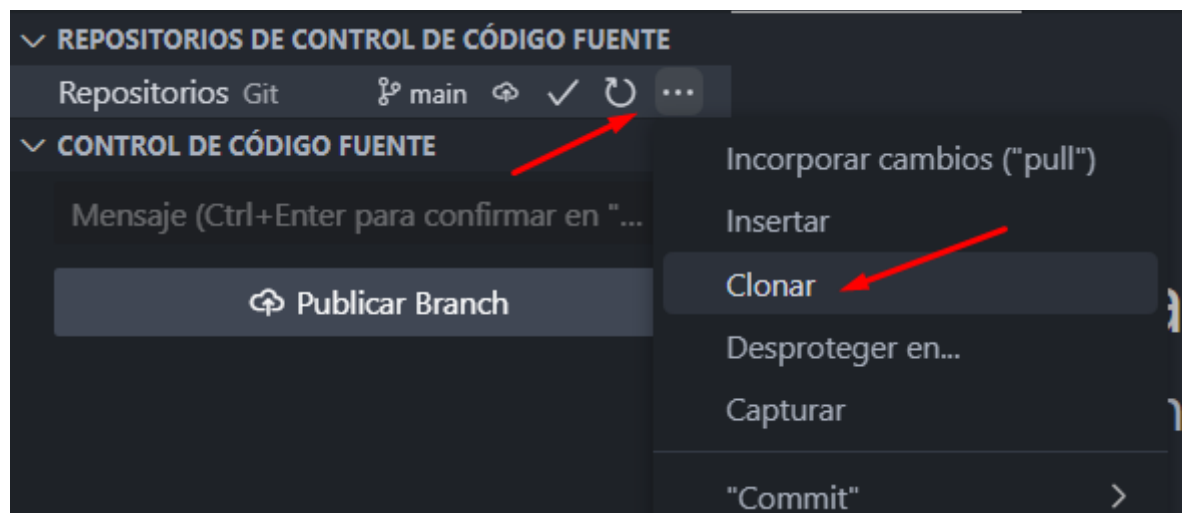 REPOSITORIOS DE CONTROL DE CÓDIGO FUENTE
Repositorios Git main
CONTROL DE CÓDIGO FUENTE
Mensaje (Ctrl+Enter para confirmar en "...
Publicar Branch
Incorporar cambios ("pull")
Insertar
Clonar
Desproteger en...
Capturar
"Commit"